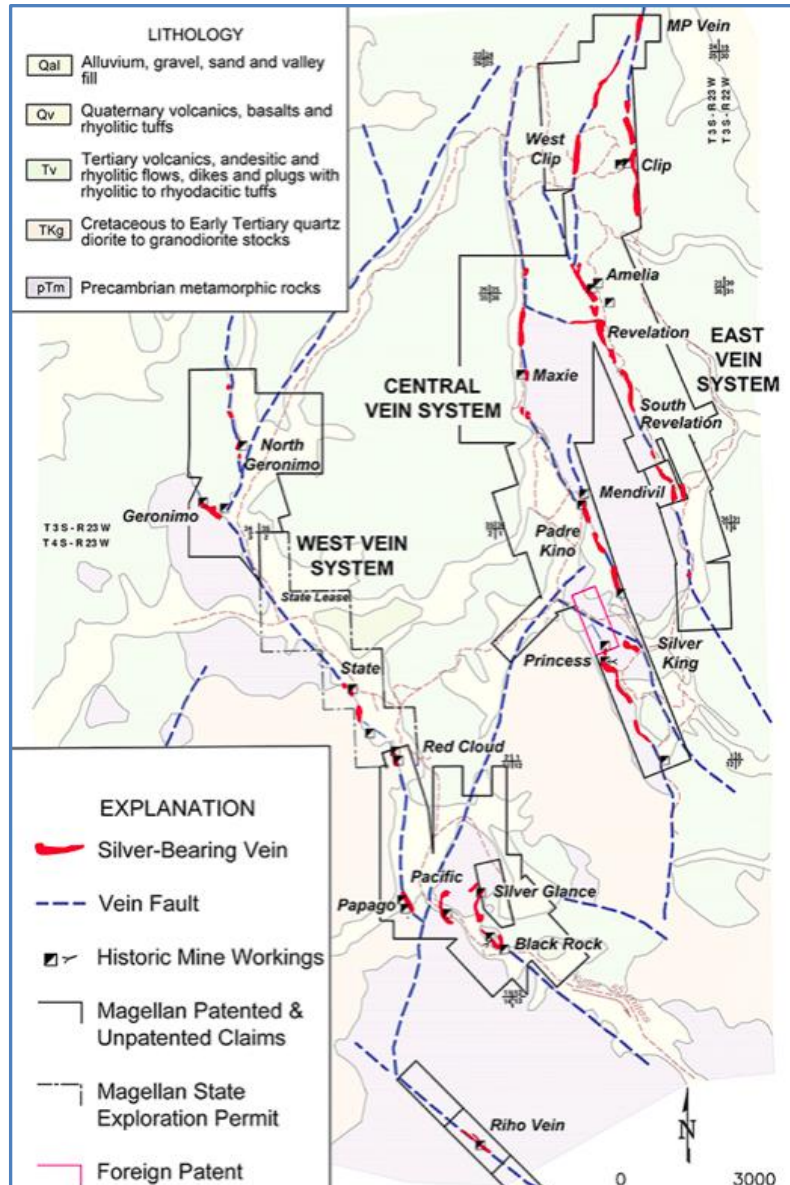 LITHOLOGY
Qal
Alluvium, gravel, sand and valley
fill
Qv
Quaternary volcanics, basalts and
rhyolitic tuffs
Tv
Tertiary volcanics, andesitic and
rhyolitic flows, dikes and plugs with
rhyolitic to rhyodacitic tuffs
TKg
Cretaceous to Early Tertiary quartz
diorite to granodiorite stocks
pTm
Precambrian metamorphic rocks
MP Vein
T3S-R23W
T3S-R22W
West
Clip
Clip
Amelia
Revelation
EAST
VEIN
SYSTEM
CENTRAL
VEIN SYSTEM
Maxie
South
Revelation
North
Geronimo
Mendivil
Geronimo
T3S-R23W
T4S-R23W
Padre
Kino
WEST VEIN
SYSTEM
State Lease
Silver
King
Princess
State
Red Cloud
Pacific
Silver Glance
Papago
Black Rock
Riho Vein
N
0 3000
EXPLANATION
Silver-Bearing Vein
Vein Fault
Historic Mine Workings
Magellan Patented &
Unpatented Claims
Magellan State
Exploration Permit
Foreign Patent